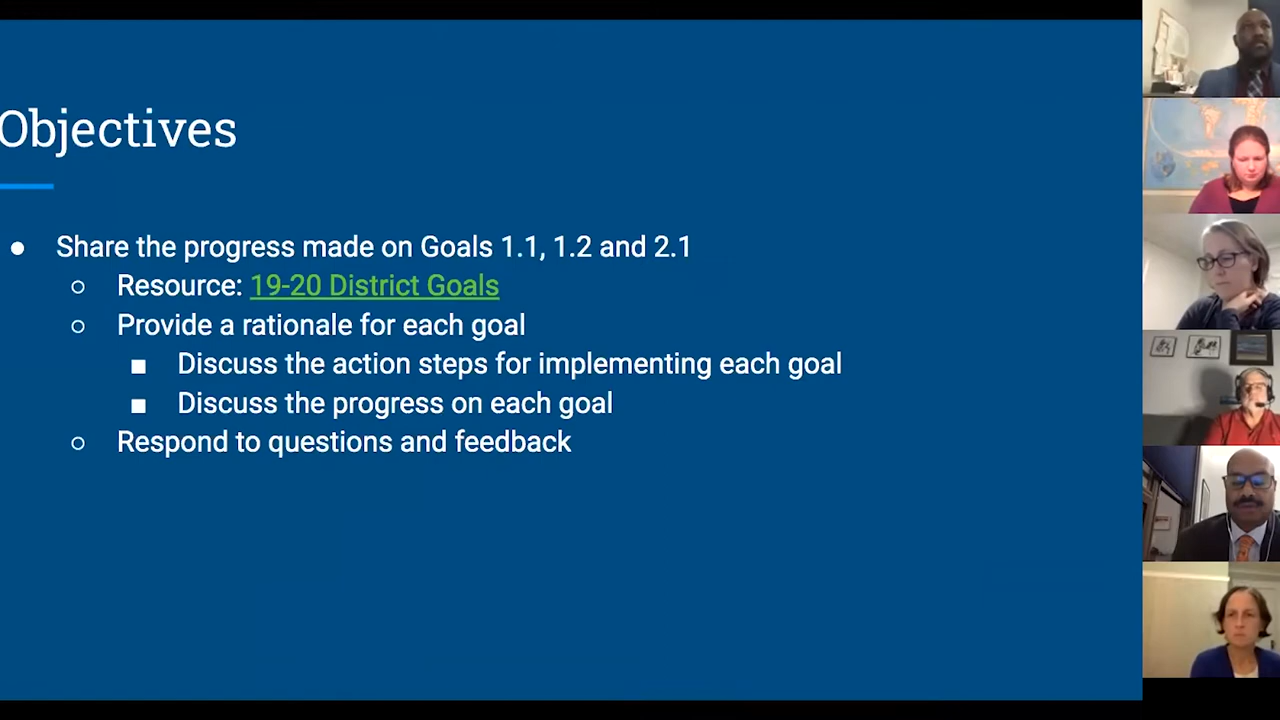 Objectives
● Share the progress made on Goals 1.1, 1.2 and 2.1
○ Resource: 19-20 District Goals
○ Provide a rationale for each goal
■ Discuss the action steps for implementing each goal
■ Discuss the progress on each goal
○ Respond to questions and feedback